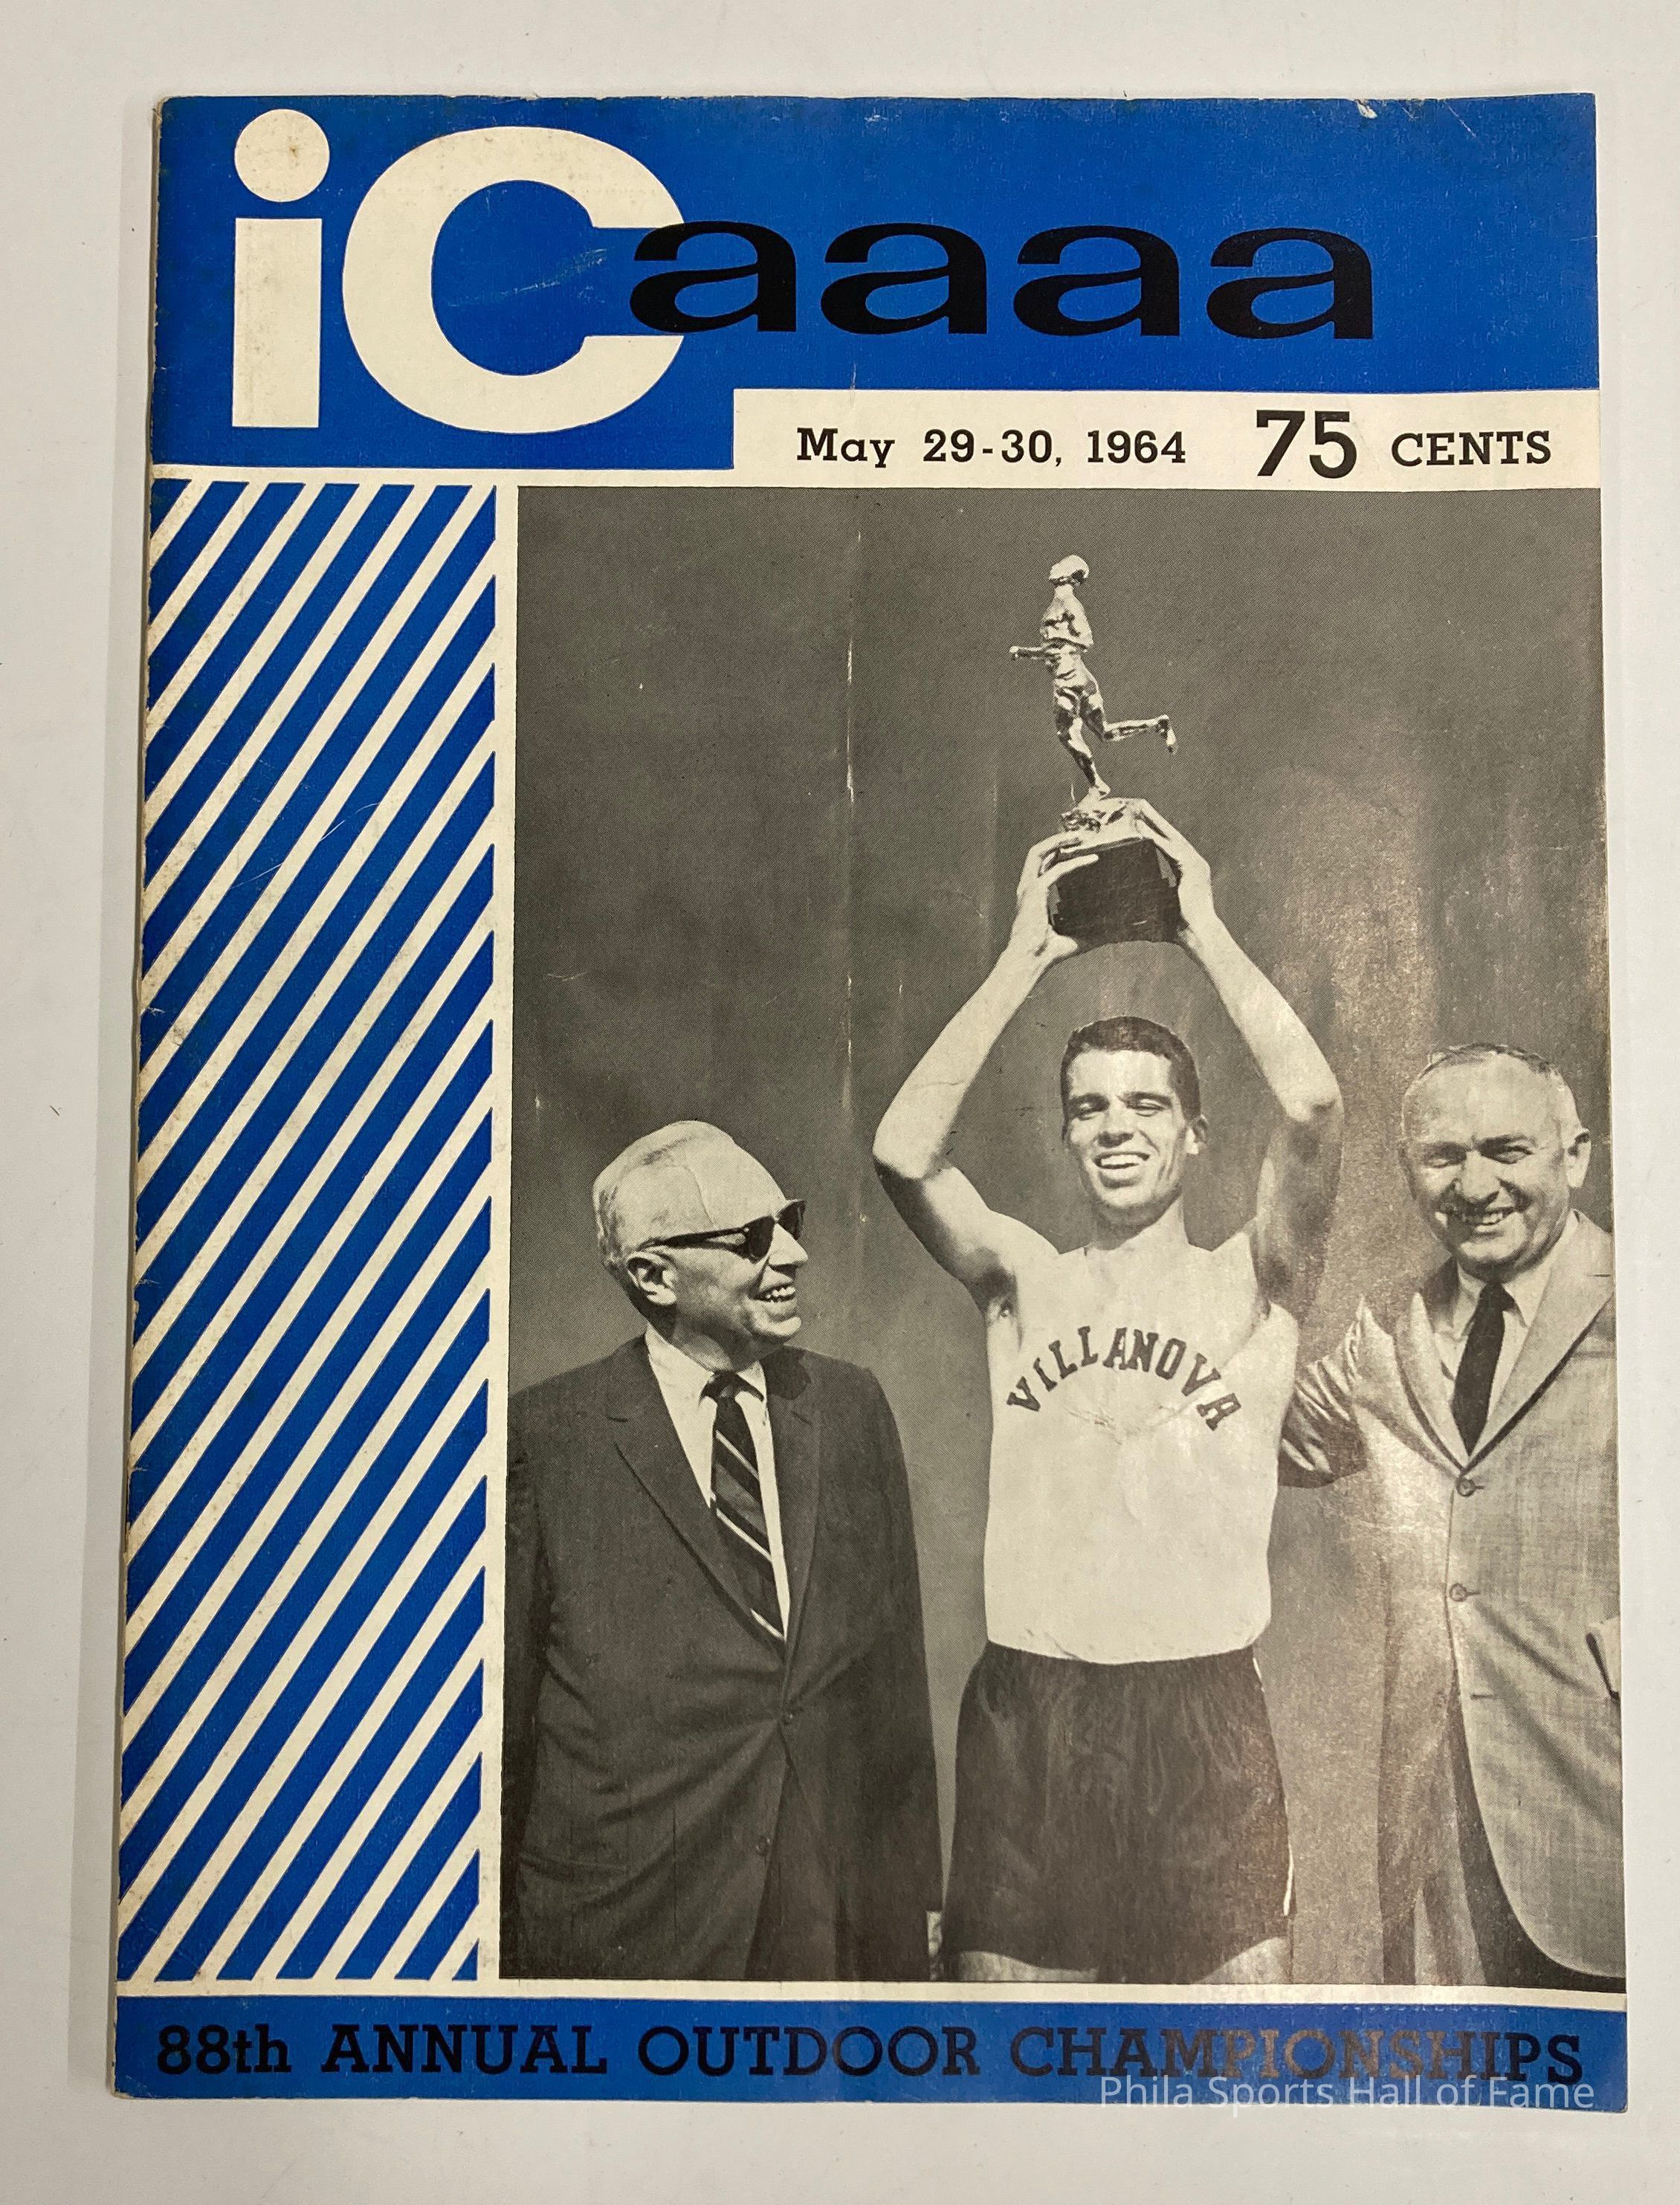 iCaaaa
May 29-30, 1964 75 CENTS
VILLANOVA
88th ANNUAL OUTDOOR CHAMPIONSHIPS
Phila Sports Hall of Fame